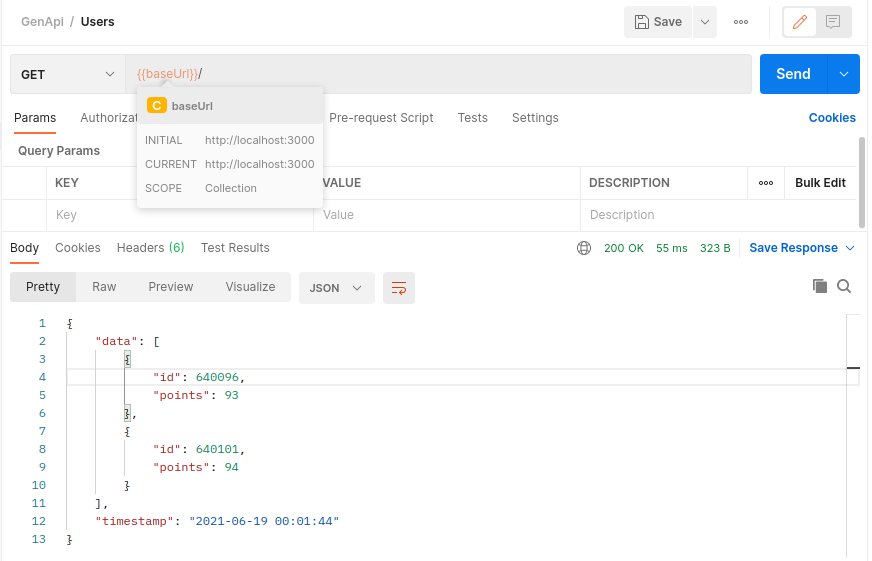 GenApi / Users
Save
GET {{baseUrl}}/ Send
C baseUrl
INITIAL http://localhost:3000
CURRENT http://localhost:3000
SCOPE Collection
Params Authorizat Pre-request Script Tests Settings Cookies
Query Params
KEY VALUE DESCRIPTION Bulk Edit
Key Value Description
Body Cookies Headers (6) Test Results 200 OK 55 ms 323 B Save Response
Pretty Raw Preview Visualize JSON
1 {
2 "data": [
3 {
4 "id": 640096,
5 "points": 93
6 },
7 {
8 "id": 640101,
9 "points": 94
10 }
11 ],
12 "timestamp": "2021-06-19 00:01:44"
13 }